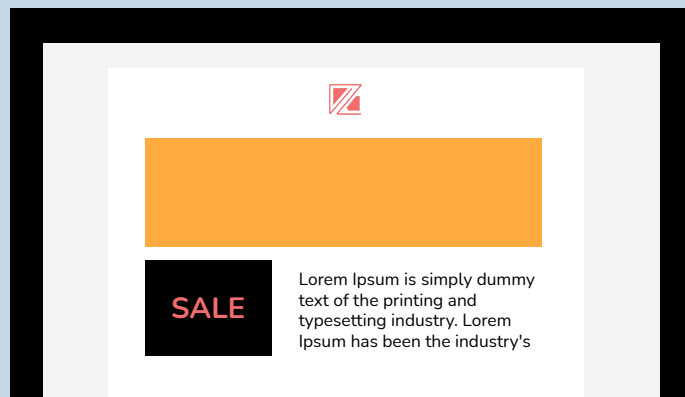 SALE
Lorem Ipsum is simply dummy
text of the printing and
typesetting industry. Lorem
Ipsum has been the industry's